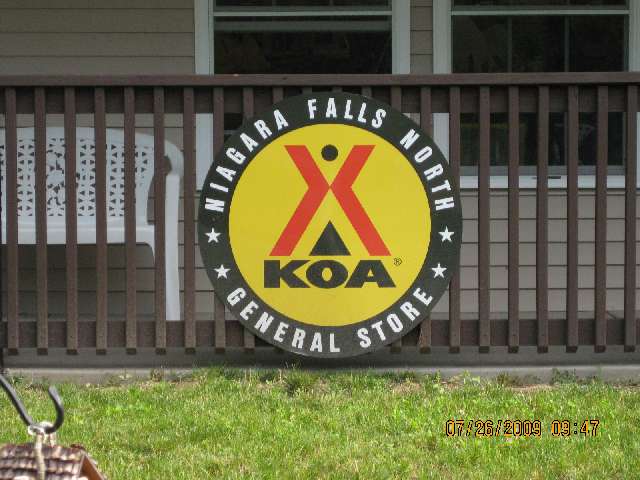 NIAGARA FALLS NORTH
KOA®
GENERAL STORE
07/26/2009 09:47